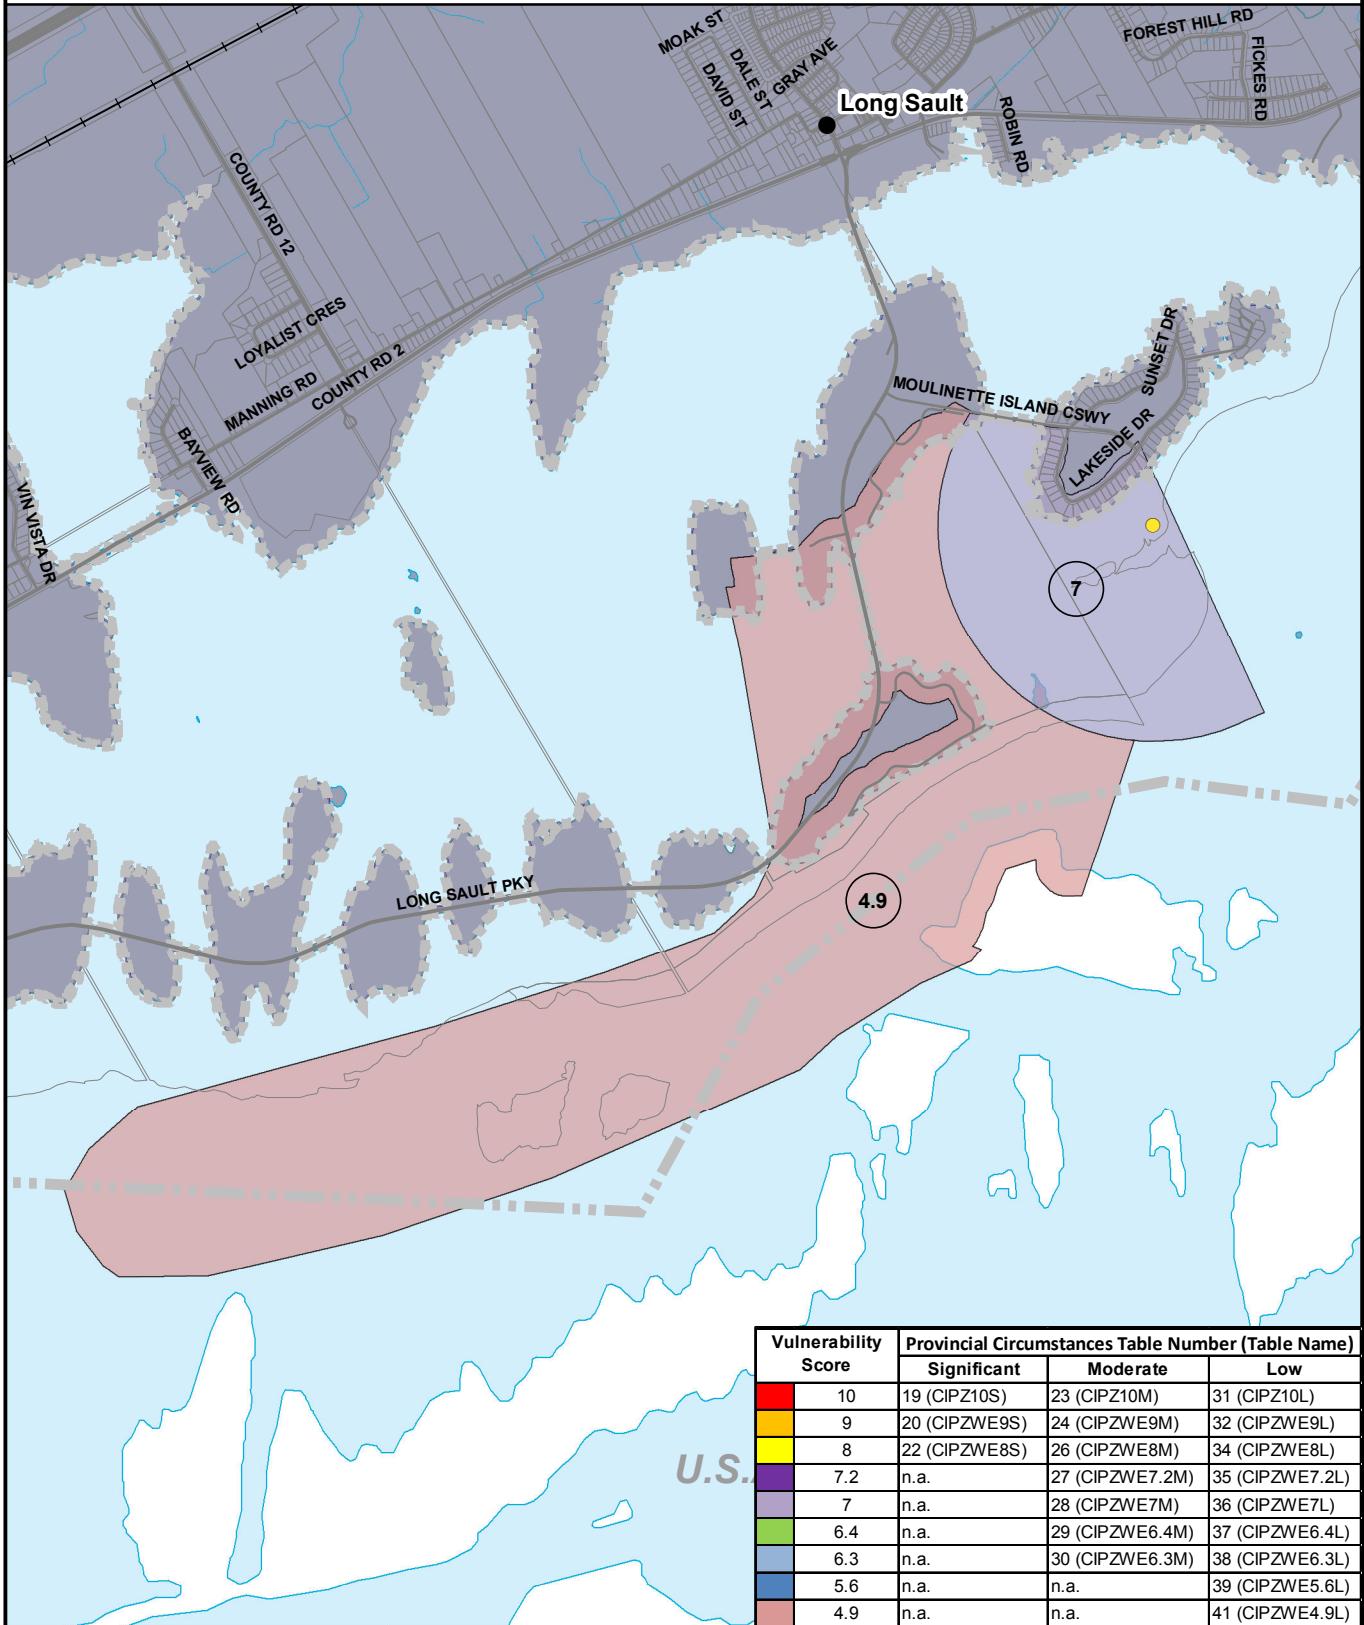 MOAK ST
DALE ST
DAVID ST
GRAY AVE
FOREST HILL RD
FICKES RD
Long Sault
ROBIN RD
COUNTY RD 12
LOYALIST CRES
MANNING RD
COUNTY RD 2
BAYVIEW RD
VIN VISTA DR
MOULINETTE ISLAND CSWY
SUNSET DR
LAKESIDE DR
7
LONG SAULT PKY
4.9
U.S.
Vulnerability Score
Provincial Circumstances Table Number (Table Name)
Significant Moderate Low
10 19 (CIPZ10S) 23 (CIPZ10M) 31 (CIPZ10L)
9 20 (CIPZWE9S) 24 (CIPZWE9M) 32 (CIPZWE9L)
8 22 (CIPZWE8S) 26 (CIPZWE8M) 34 (CIPZWE8L)
7.2 n.a. 27 (CIPZWE7.2M) 35 (CIPZWE7.2L)
7 n.a. 28 (CIPZWE7M) 36 (CIPZWE7L)
6.4 n.a. 29 (CIPZWE6.4M) 37 (CIPZWE6.4L)
6.3 n.a. 30 (CIPZWE6.3M) 38 (CIPZWE6.3L)
5.6 n.a. n.a. 39 (CIPZWE5.6L)
4.9 n.a. n.a. 41 (CIPZWE4.9L)